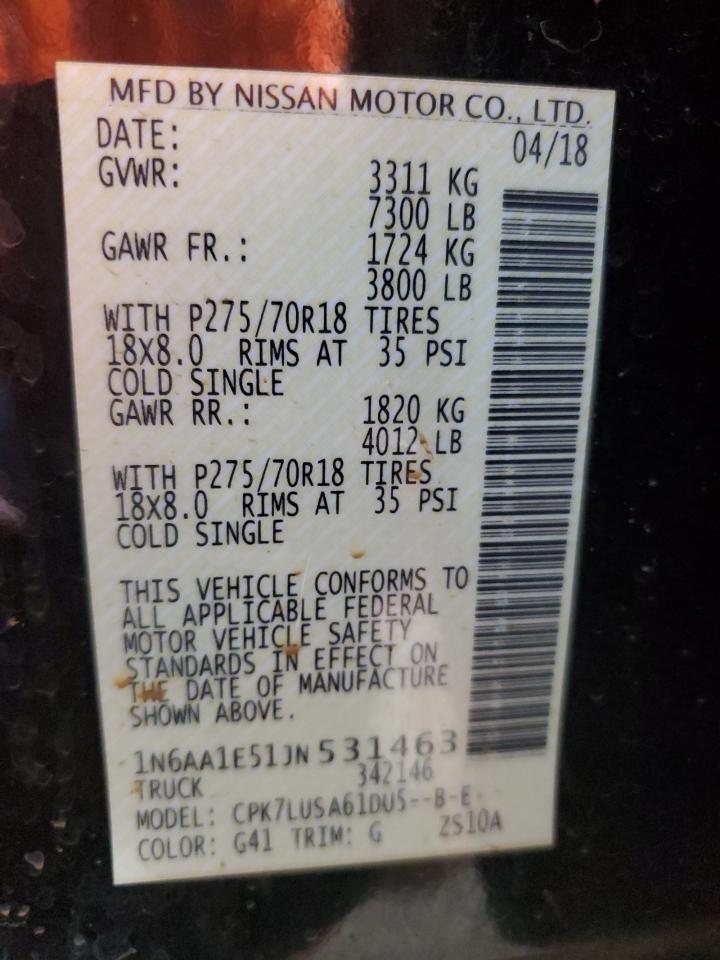 MFD BY NISSAN MOTOR CO., LTD.
DATE: 04/18
GVWR: 3311 KG
7300 LB
GAWR FR.: 1724 KG
3800 LB
WITH P275/70R18 TIRES
18X8.0 RIMS AT 35 PSI
COLD SINGLE
GAWR RR.: 1820 KG
4012 LB
WITH P275/70R18 TIRES
18X8.0 RIMS AT 35 PSI
COLD SINGLE
THIS VEHICLE CONFORMS TO
ALL APPLICABLE FEDERAL
MOTOR VEHICLE SAFETY
STANDARDS IN EFFECT ON
THE DATE OF MANUFACTURE
SHOWN ABOVE.
1N6AA1E51JN531463
TRUCK 342146
MODEL: CPK7LUSA61DU5--B-E-
COLOR: G41 TRIM: G ZS10A